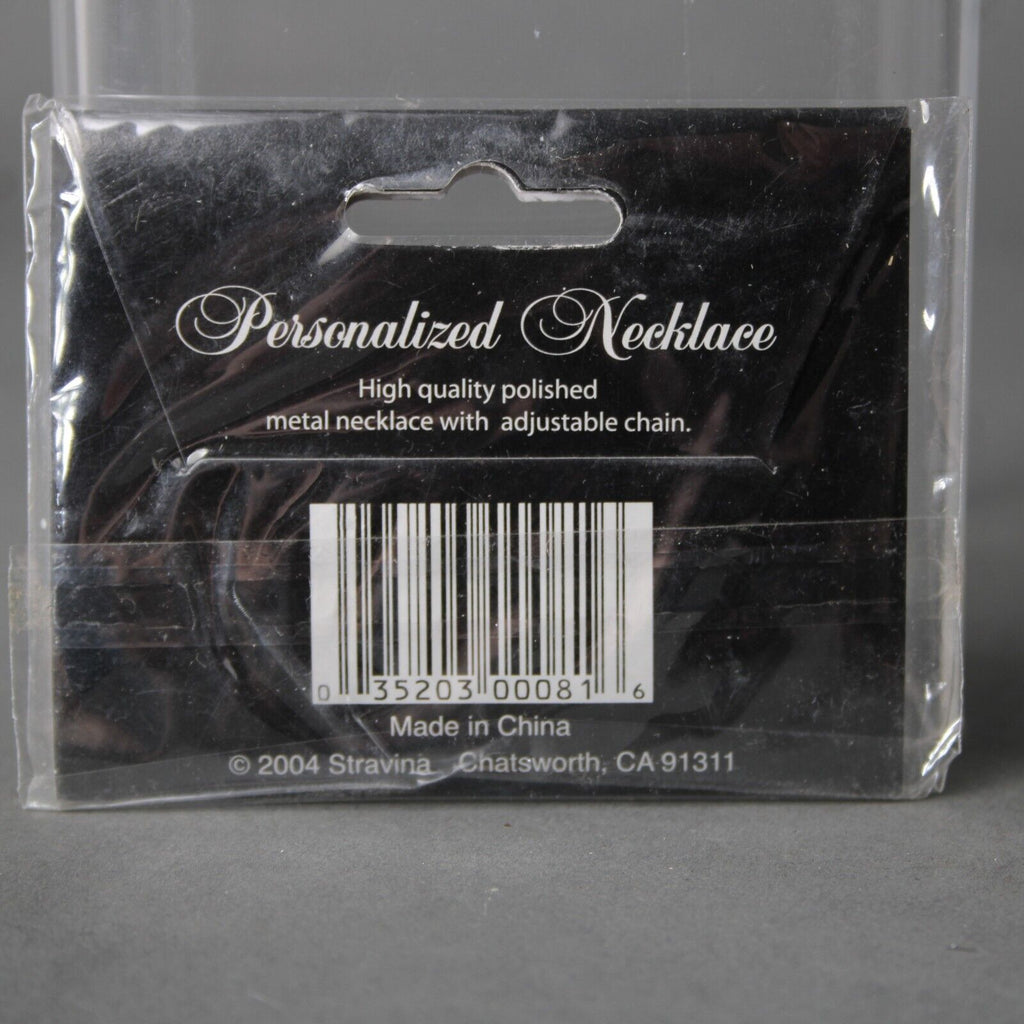 Personalized Necklace
High quality polished
metal necklace with adjustable chain.
0 35203 00081 6
Made in China
© 2004 Stravina Chatsworth, CA 91311